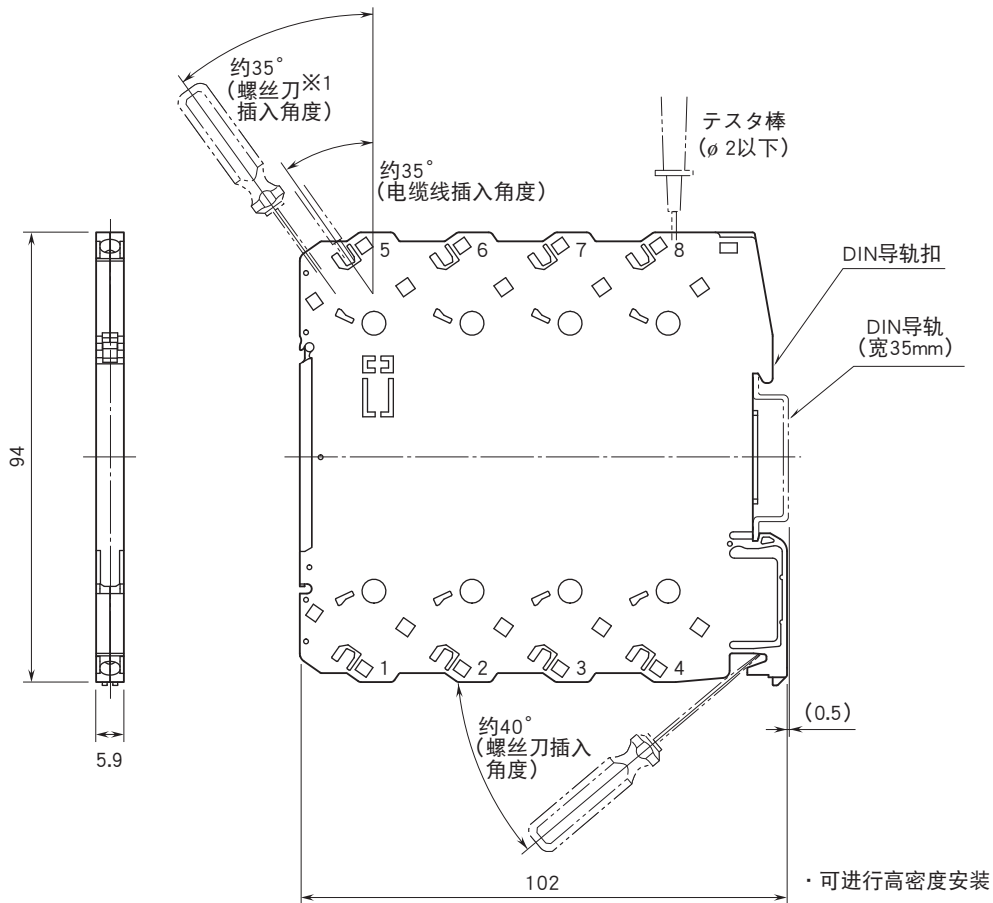 约35°
（螺丝刀※1
插入角度）
テスタ棒
（ø 2以下）
约35°
（电缆线插入角度）
5
6
7
8
DIN导轨扣
DIN导轨
（宽35mm）
94
1
2
3
4
5.9
约40°
（螺丝刀插入
角度）
（0.5）
102
・可进行高密度安装